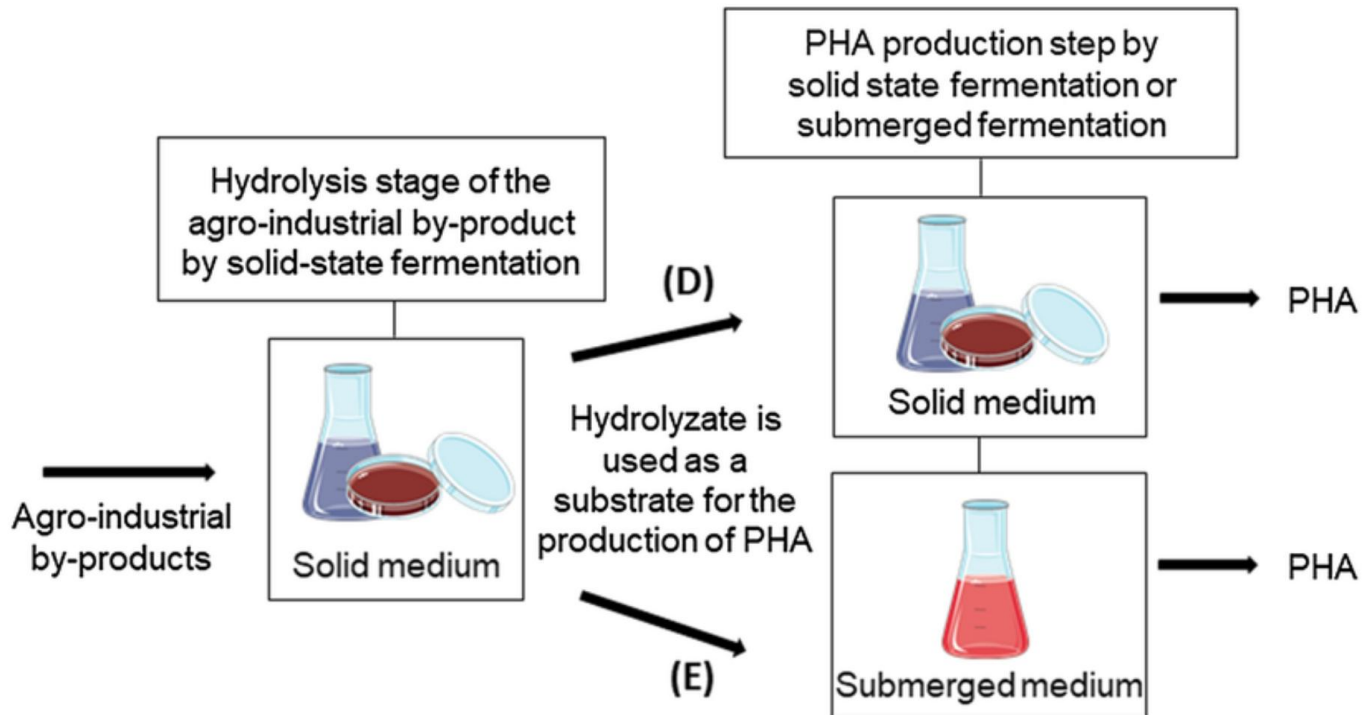 PHA production step by
solid state fermentation or
submerged fermentation
Hydrolysis stage of the
agro-industrial by-product
by solid-state fermentation
(D)
Solid medium
PHA
Agro-industrial
by-products
Solid medium
Hydrolyzate is
used as a
substrate for the
production of PHA
(E)
Submerged medium
PHA